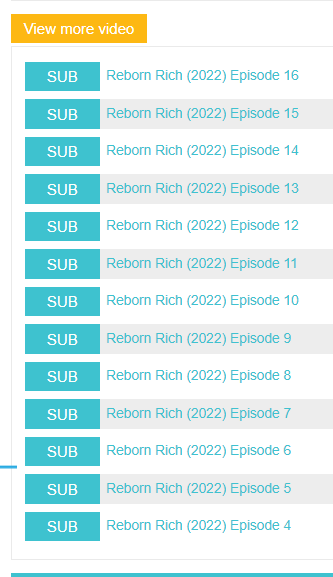 View more video
SUB Reborn Rich (2022) Episode 16
SUB Reborn Rich (2022) Episode 15
SUB Reborn Rich (2022) Episode 14
SUB Reborn Rich (2022) Episode 13
SUB Reborn Rich (2022) Episode 12
SUB Reborn Rich (2022) Episode 11
SUB Reborn Rich (2022) Episode 10
SUB Reborn Rich (2022) Episode 9
SUB Reborn Rich (2022) Episode 8
SUB Reborn Rich (2022) Episode 7
SUB Reborn Rich (2022) Episode 6
SUB Reborn Rich (2022) Episode 5
SUB Reborn Rich (2022) Episode 4